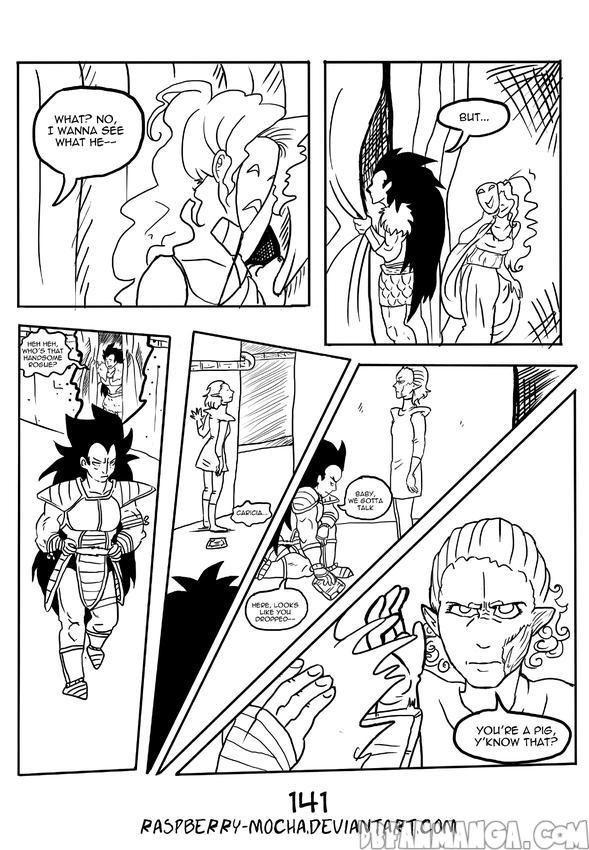 WHAT? NO,
I WANNA SEE
WHAT HE--
BUT...
HEH HEH,
WHO'S THAT
HANDSOME
ROGUE?
CARICIA...
BABY,
WE GOTTA
TALK
HERE, LOOKS
LIKE YOU
DROPPED--
YOU'RE A PIG,
Y'KNOW THAT?
141
RASPBERRY-MOCHA.DEVIANTART.COM
DBFANMANGA.COM